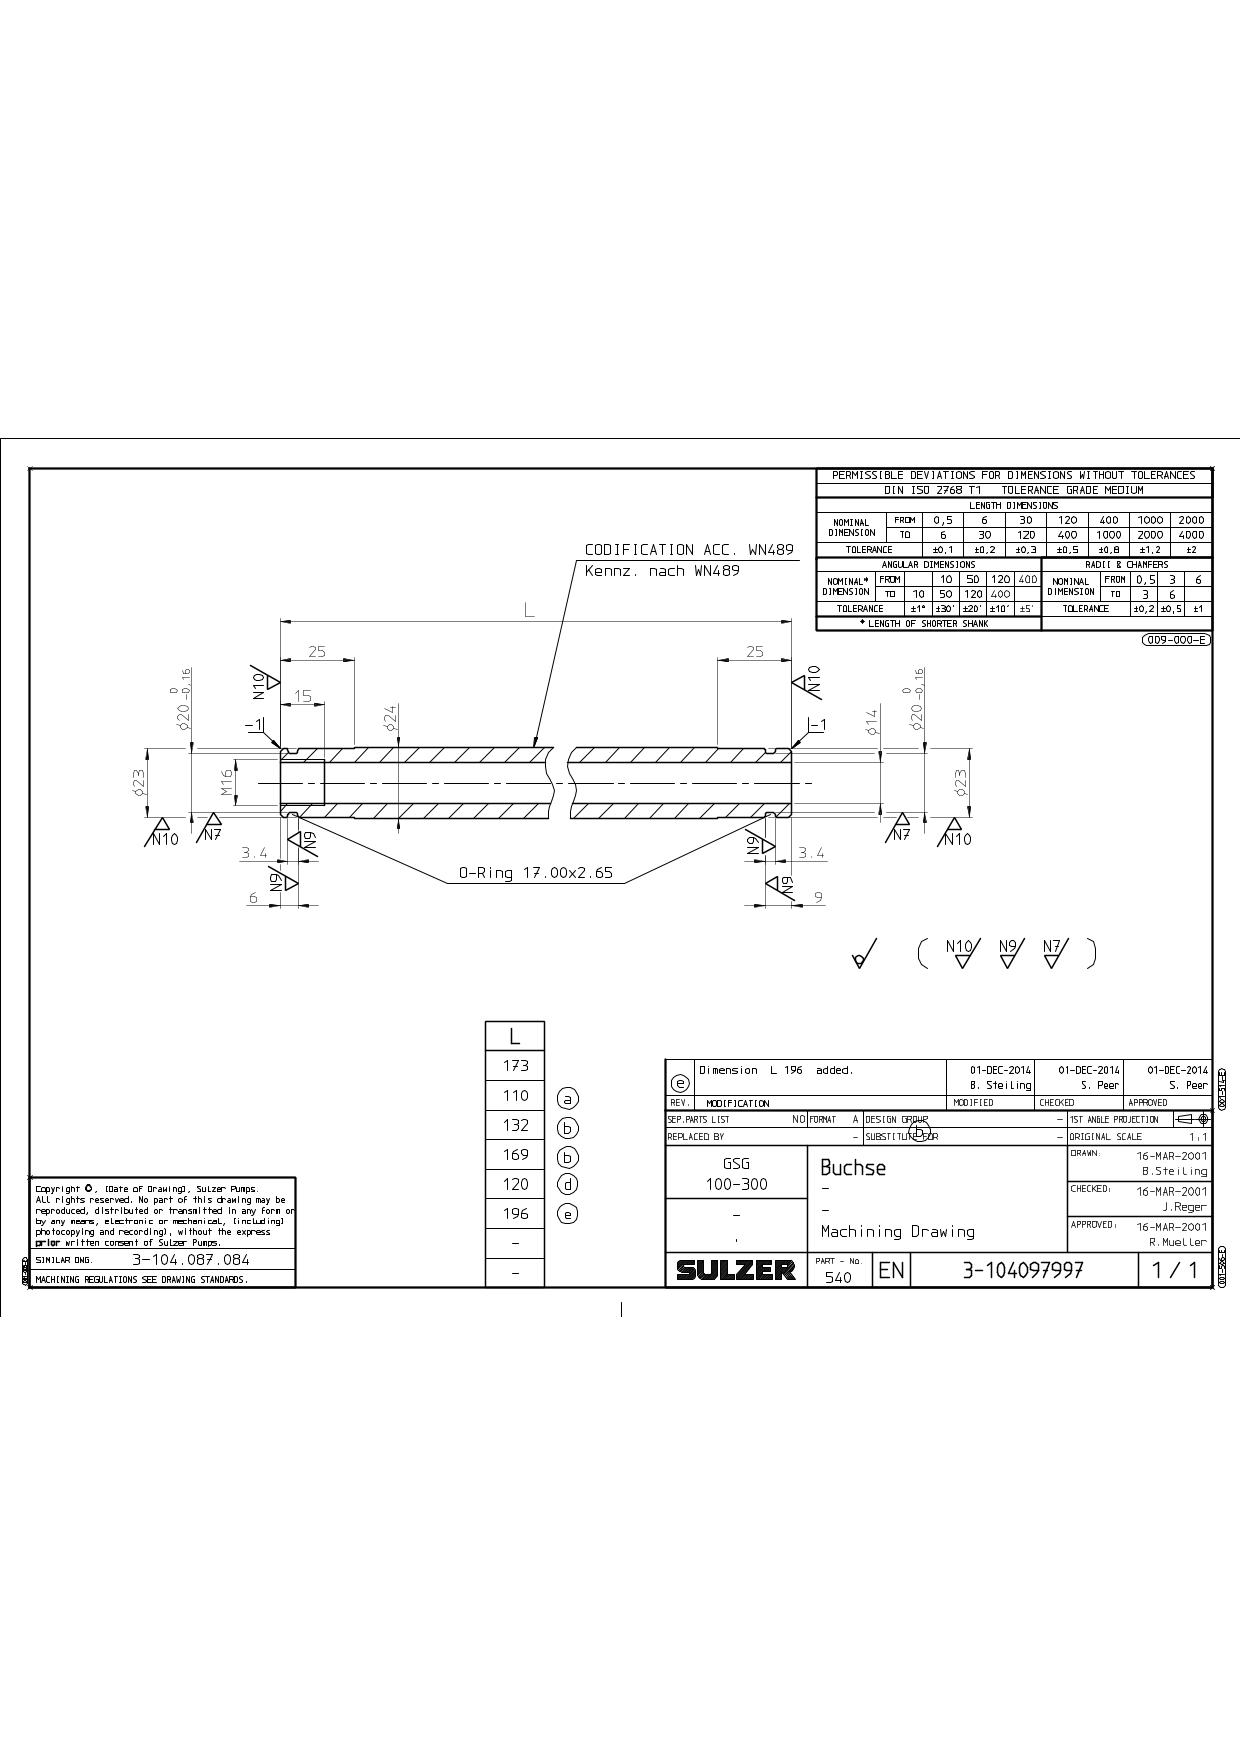 PERMISSIBLE DEVIATIONS FOR DIMENSIONS WITHOUT TOLERANCES
DIN ISO 2768 T1 TOLERANCE GRADE MEDIUM
LENGTH DIMENSIONS
NOMINAL DIMENSION FROM 0,5 6 30 120 400 1000 2000
TO 6 30 120 400 1000 2000 4000
TOLERANCE ±0,1 ±0,2 ±0,3 ±0,5 ±0,8 ±1,2 ±2
ANGULAR DIMENSIONS
NOMINAL* DIMENSION FROM 10 50 120 400
TO 10 50 120 400
TOLERANCE ±1° ±30' ±20' ±10' ±5'
* LENGTH OF SHORTER SHANK
RADII & CHAMFERS
NOMINAL DIMENSION FROM 0,5 3 6
TO 3 6
TOLERANCE ±0,2 ±0,5 ±1
009-000-E
CODIFICATION ACC. WN489
Kennz. nach WN489
L
25
25
N10
N10
15
ϕ20 0 -0,16
ϕ24
ϕ14
ϕ20 0 -0,16
-1
-1
ϕ23
M16
ϕ23
N10
N7
N9
N9
N7
N10
3.4
3.4
O-Ring 17.00x2.65
N9
N9
6
9
( N10 N9 N7 )
L
173
110 a
132 b
169 b
120 d
196 e
-
-
e Dimension L 196 added.
01-DEC-2014 B. Steiling
01-DEC-2014 S. Peer
01-DEC-2014 S. Peer
REV. MODIFICATION MODIFIED CHECKED APPROVED
SEP.PARTS LIST NO FORMAT A DESIGN GROUP - 1ST ANGLE PROJECTION
REPLACED BY - SUBSTITUTE FOR b - ORIGINAL SCALE 1:1
GSG
100-300
-
Buchse
-
-
Machining Drawing
DRAWN: 16-MAR-2001
B.Steiling
CHECKED: 16-MAR-2001
J.Reger
APPROVED: 16-MAR-2001
R.Mueller
SULZER
PART - No.
540
EN
3-104097997
1 / 1
Copyright ©, [Date of Drawing], Sulzer Pumps.
All rights reserved. No part of this drawing may be
reproduced, distributed or transmitted in any form or
by any means, electronic or mechanical, [including]
photocopying and recording), without the express
prior written consent of Sulzer Pumps.
SIMILAR DWG. 3-104.087.084
MACHINING REGULATIONS SEE DRAWING STANDARDS.
001-514-E
001-586-E